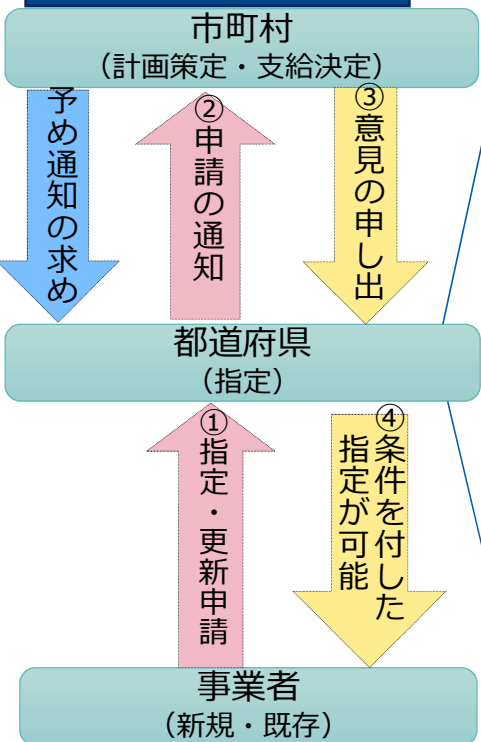 市町村
(計画策定・支給決定)
予め通知の求め
②申請の通知
③意見の申し出
都道府県
(指定)
①指定・更新申請
④条件を付した
指定が可能
事業者
(新規・既存)